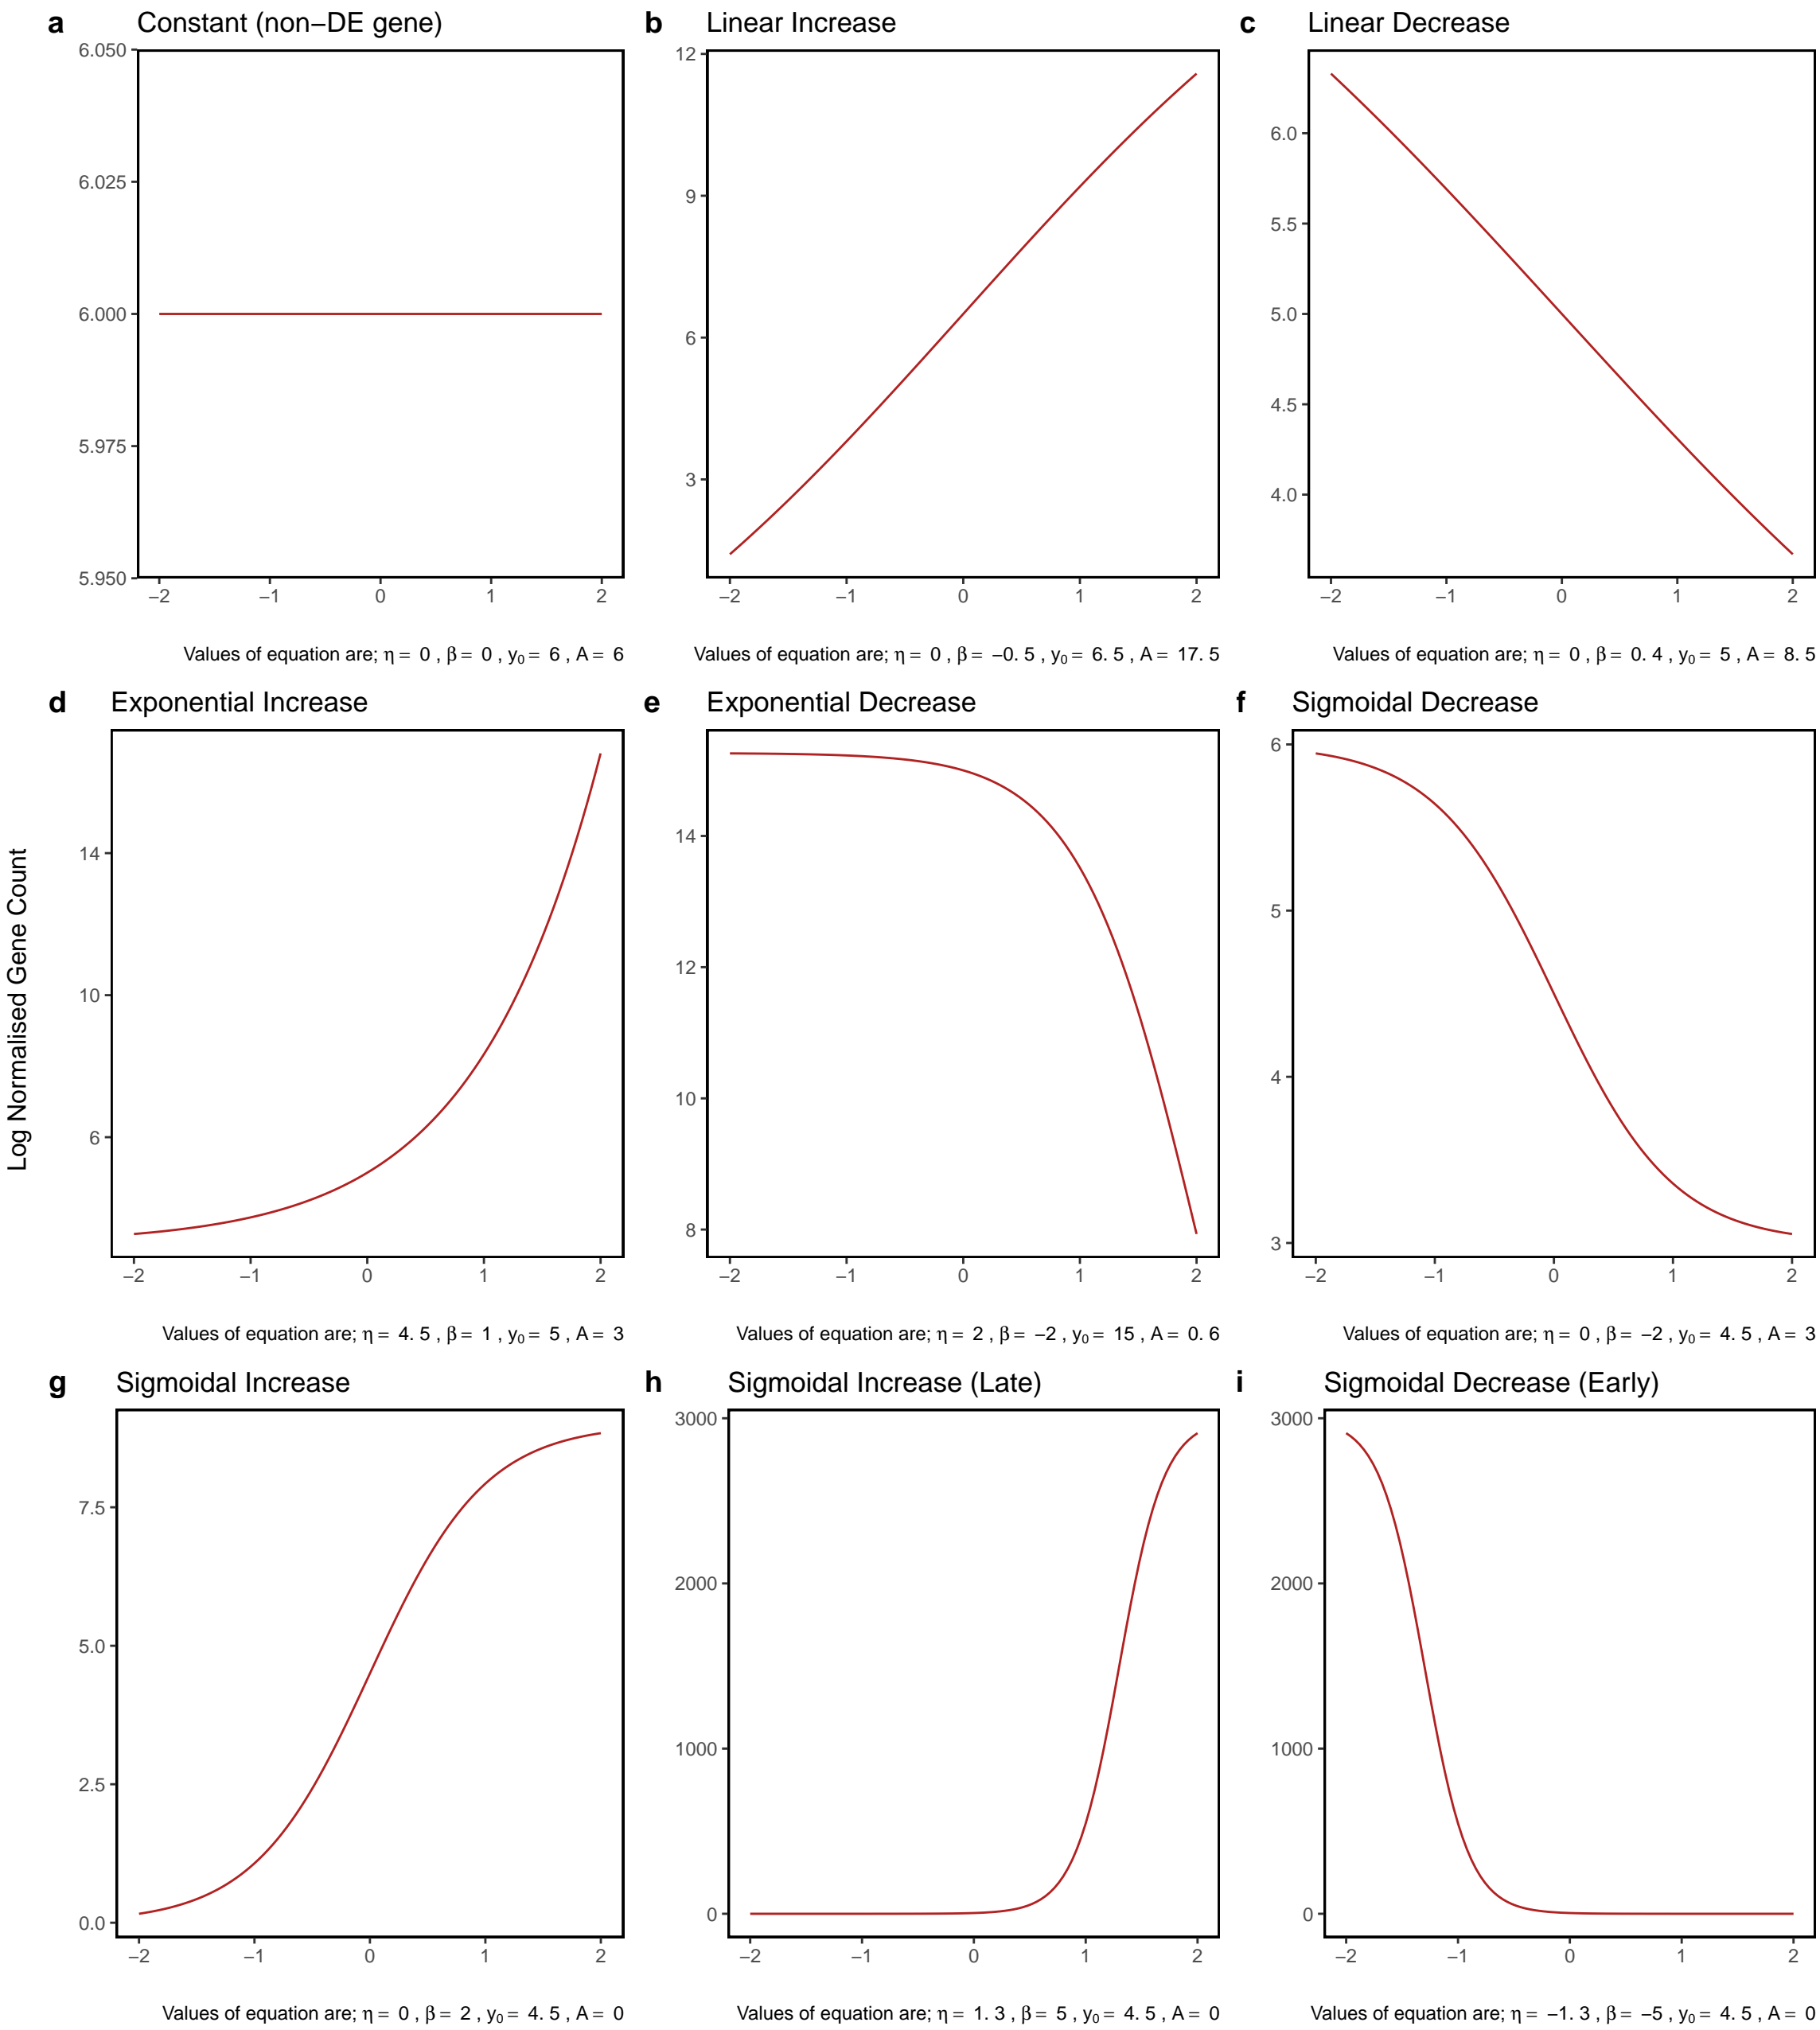 a Constant (non−DE gene)
6.050
6.025
6.000
5.975
5.950
−2 −1 0 1 2
Values of equation are; η = 0 , β = 0 , y₀ = 6 , A = 6
b Linear Increase
12
9
6
3
−2 −1 0 1 2
Values of equation are; η = 0 , β = −0. 5 , y₀ = 6. 5 , A = 17. 5
c Linear Decrease
6.0
5.5
5.0
4.5
4.0
−2 −1 0 1 2
Values of equation are; η = 0 , β = 0. 4 , y₀ = 5 , A = 8. 5
Log Normalised Gene Count
d Exponential Increase
14
10
6
−2 −1 0 1 2
Values of equation are; η = 4. 5 , β = 1 , y₀ = 5 , A = 3
e Exponential Decrease
14
12
10
8
−2 −1 0 1 2
Values of equation are; η = 2 , β = −2 , y₀ = 15 , A = 0. 6
f Sigmoidal Decrease
6
5
4
3
−2 −1 0 1 2
Values of equation are; η = 0 , β = −2 , y₀ = 4. 5 , A = 3
g Sigmoidal Increase
7.5
5.0
2.5
0.0
−2 −1 0 1 2
Values of equation are; η = 0 , β = 2 , y₀ = 4. 5 , A = 0
h Sigmoidal Increase (Late)
3000
2000
1000
0
−2 −1 0 1 2
Values of equation are; η = 1. 3 , β = 5 , y₀ = 4. 5 , A = 0
i Sigmoidal Decrease (Early)
3000
2000
1000
0
−2 −1 0 1 2
Values of equation are; η = −1. 3 , β = −5 , y₀ = 4. 5 , A = 0